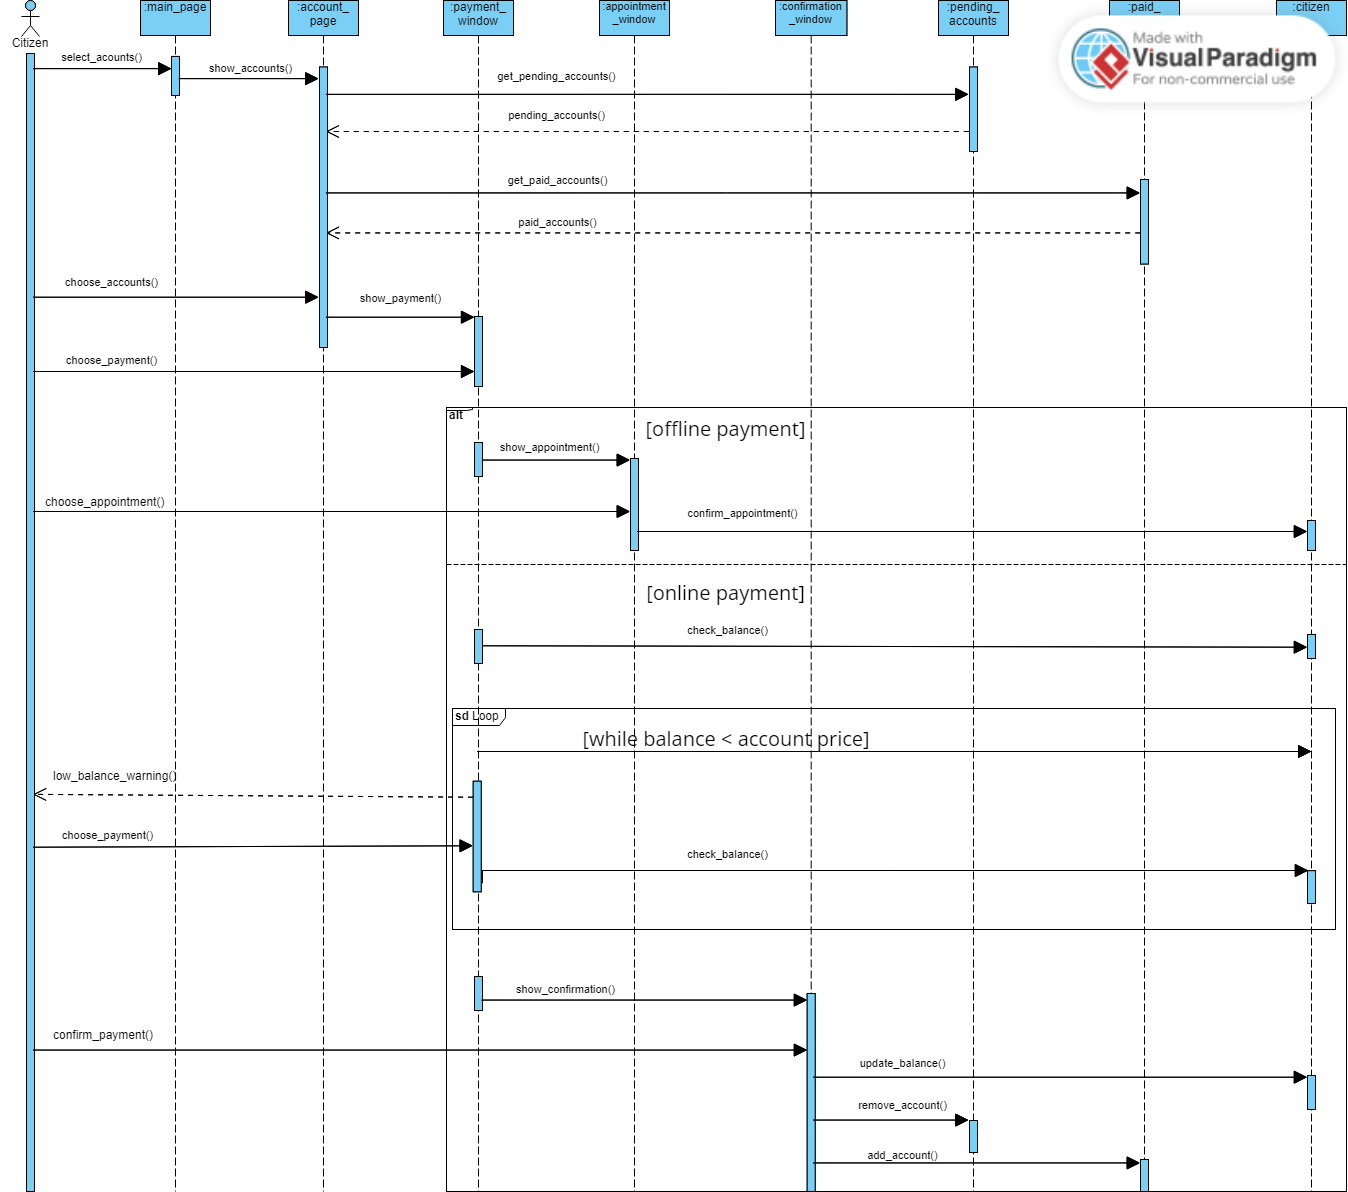 :main_page
:account_
page
:payment_
window
:appointment
_window
:confirmation
_window
:pending_
accounts
:paid_
:citizen
Citizen
Made with
VisualParadigm
For non-commercial use
select_acounts()
show_accounts()
get_pending_accounts()
pending_accounts()
get_paid_accounts()
paid_accounts()
choose_accounts()
show_payment()
choose_payment()
alt
[offline payment]
show_appointment()
choose_appointment()
confirm_appointment()
[online payment]
check_balance()
sd Loop
[while balance < account price]
low_balance_warning()
choose_payment()
check_balance()
show_confirmation()
confirm_payment()
update_balance()
remove_account()
add_account()